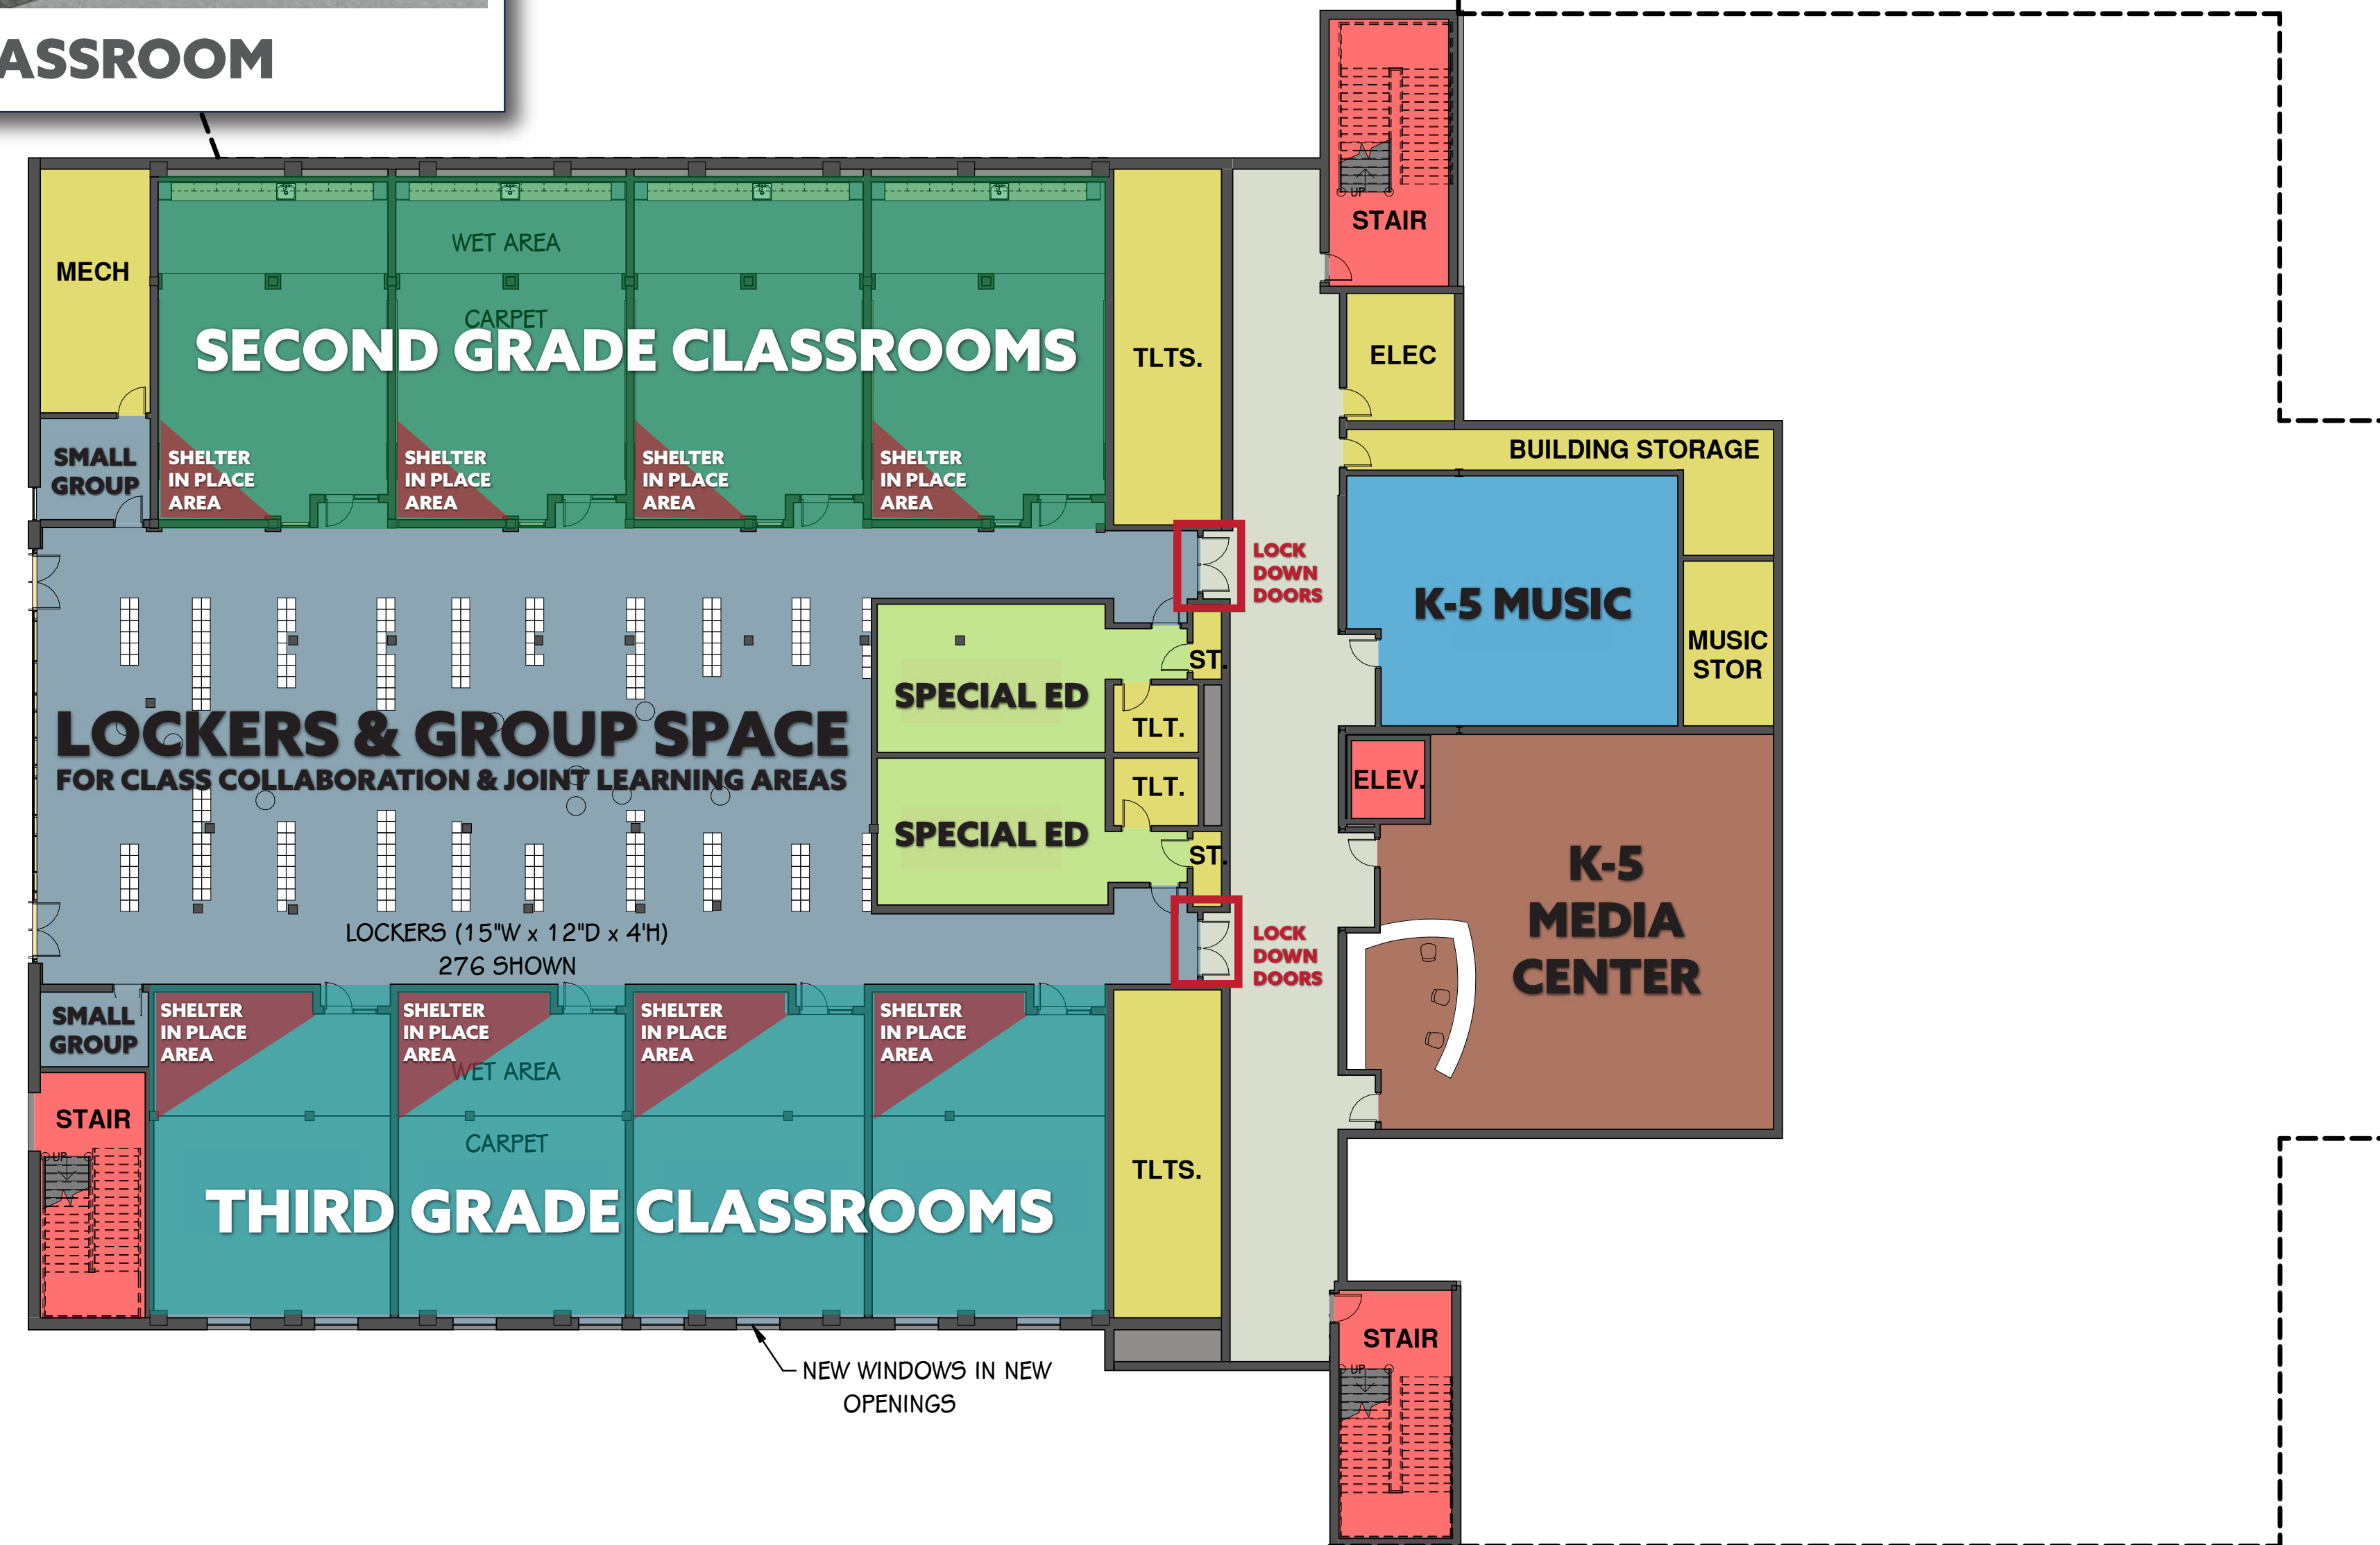 ASSROOM
STAIR
UP
MECH
WET AREA
CARPET
SECOND GRADE CLASSROOMS
TLTS.
ELEC
SMALL
GROUP
SHELTER
IN PLACE
AREA
SHELTER
IN PLACE
AREA
SHELTER
IN PLACE
AREA
SHELTER
IN PLACE
AREA
BUILDING STORAGE
LOCK
DOWN
DOORS
K-5 MUSIC
MUSIC
STOR
ST.
SPECIAL ED
TLT.
LOCKERS & GROUP SPACE
FOR CLASS COLLABORATION & JOINT LEARNING AREAS
TLT.
SPECIAL ED
ST.
ELEV.
K-5
MEDIA
CENTER
LOCKERS (15"W x 12"D x 4'H)
276 SHOWN
LOCK
DOWN
DOORS
SMALL
GROUP
SHELTER
IN PLACE
AREA
SHELTER
IN PLACE
AREA
SHELTER
IN PLACE
AREA
SHELTER
IN PLACE
AREA
WET AREA
CARPET
STAIR
UP
THIRD GRADE CLASSROOMS
TLTS.
NEW WINDOWS IN NEW
OPENINGS
STAIR
UP